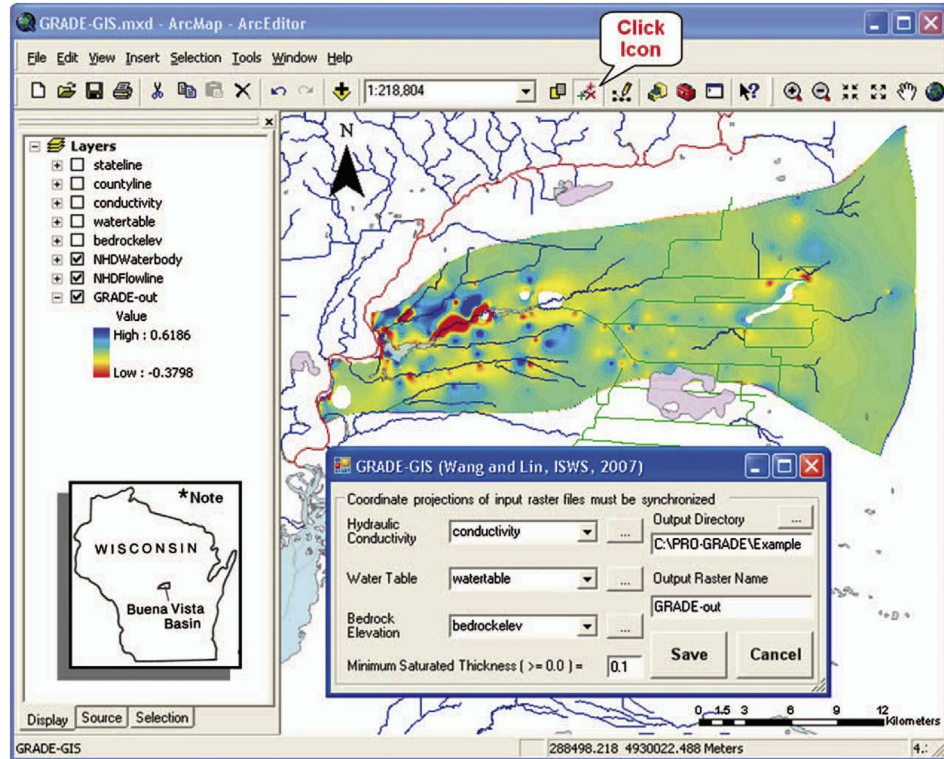 GRADE-GIS.mxd - ArcMap - ArcEditor
Click
Icon
File Edit View Insert Selection Tools Window Help
1:218,804
Layers
stateline
countyline
conductivity
watertable
bedrockelev
NHDWaterbody
NHDFlowline
GRADE-out
Value
High : 0.6186
Low : -0.3798
*Note
WISCONSIN
Buena Vista
Basin
Display Source Selection
N
GRADE-GIS (Wang and Lin, ISWS, 2007)
Coordinate projections of input raster files must be synchronized
Hydraulic
Conductivity
conductivity
...
Output Directory
...
C:\PRO-GRADE\Example
Water Table
watertable
...
Output Raster Name
GRADE-out
Bedrock
Elevation
bedrockelev
...
Minimum Saturated Thickness ( >= 0.0 ) =
0.1
Save
Cancel
0 1.5 3 6 9 12
Kilometers
GRADE-GIS
288498.218 4930022.488 Meters
4.: